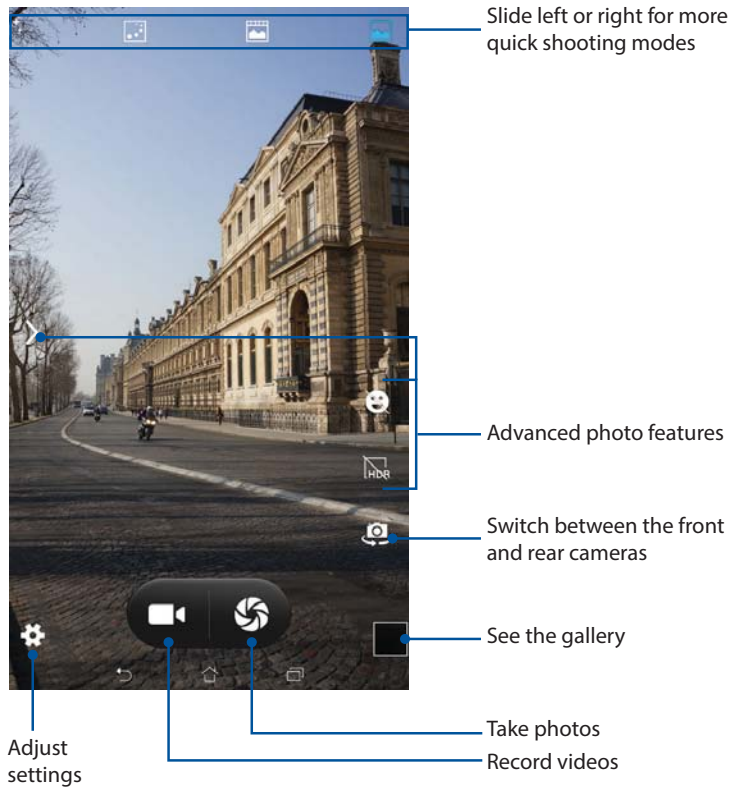 Slide left or right for more
quick shooting modes
Advanced photo features
HDR
Switch between the front
and rear cameras
See the gallery
Take photos
Record videos
Adjust
settings